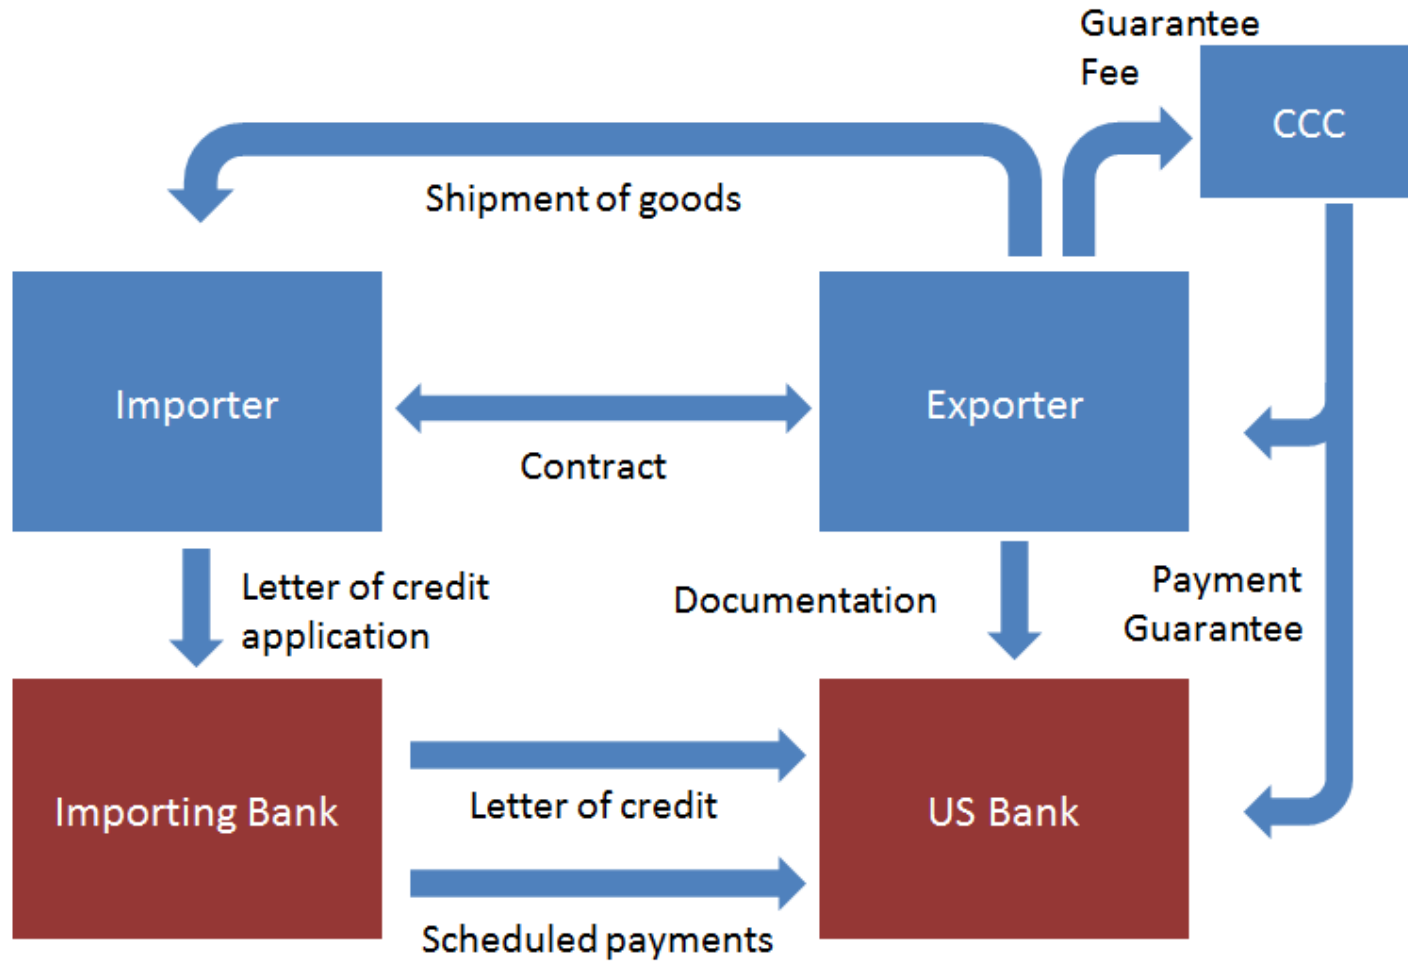 Guarantee
Fee
CCC
Shipment of goods
Importer
Exporter
Contract
Letter of credit
application
Documentation
Payment
Guarantee
Importing Bank
US Bank
Letter of credit
Scheduled payments